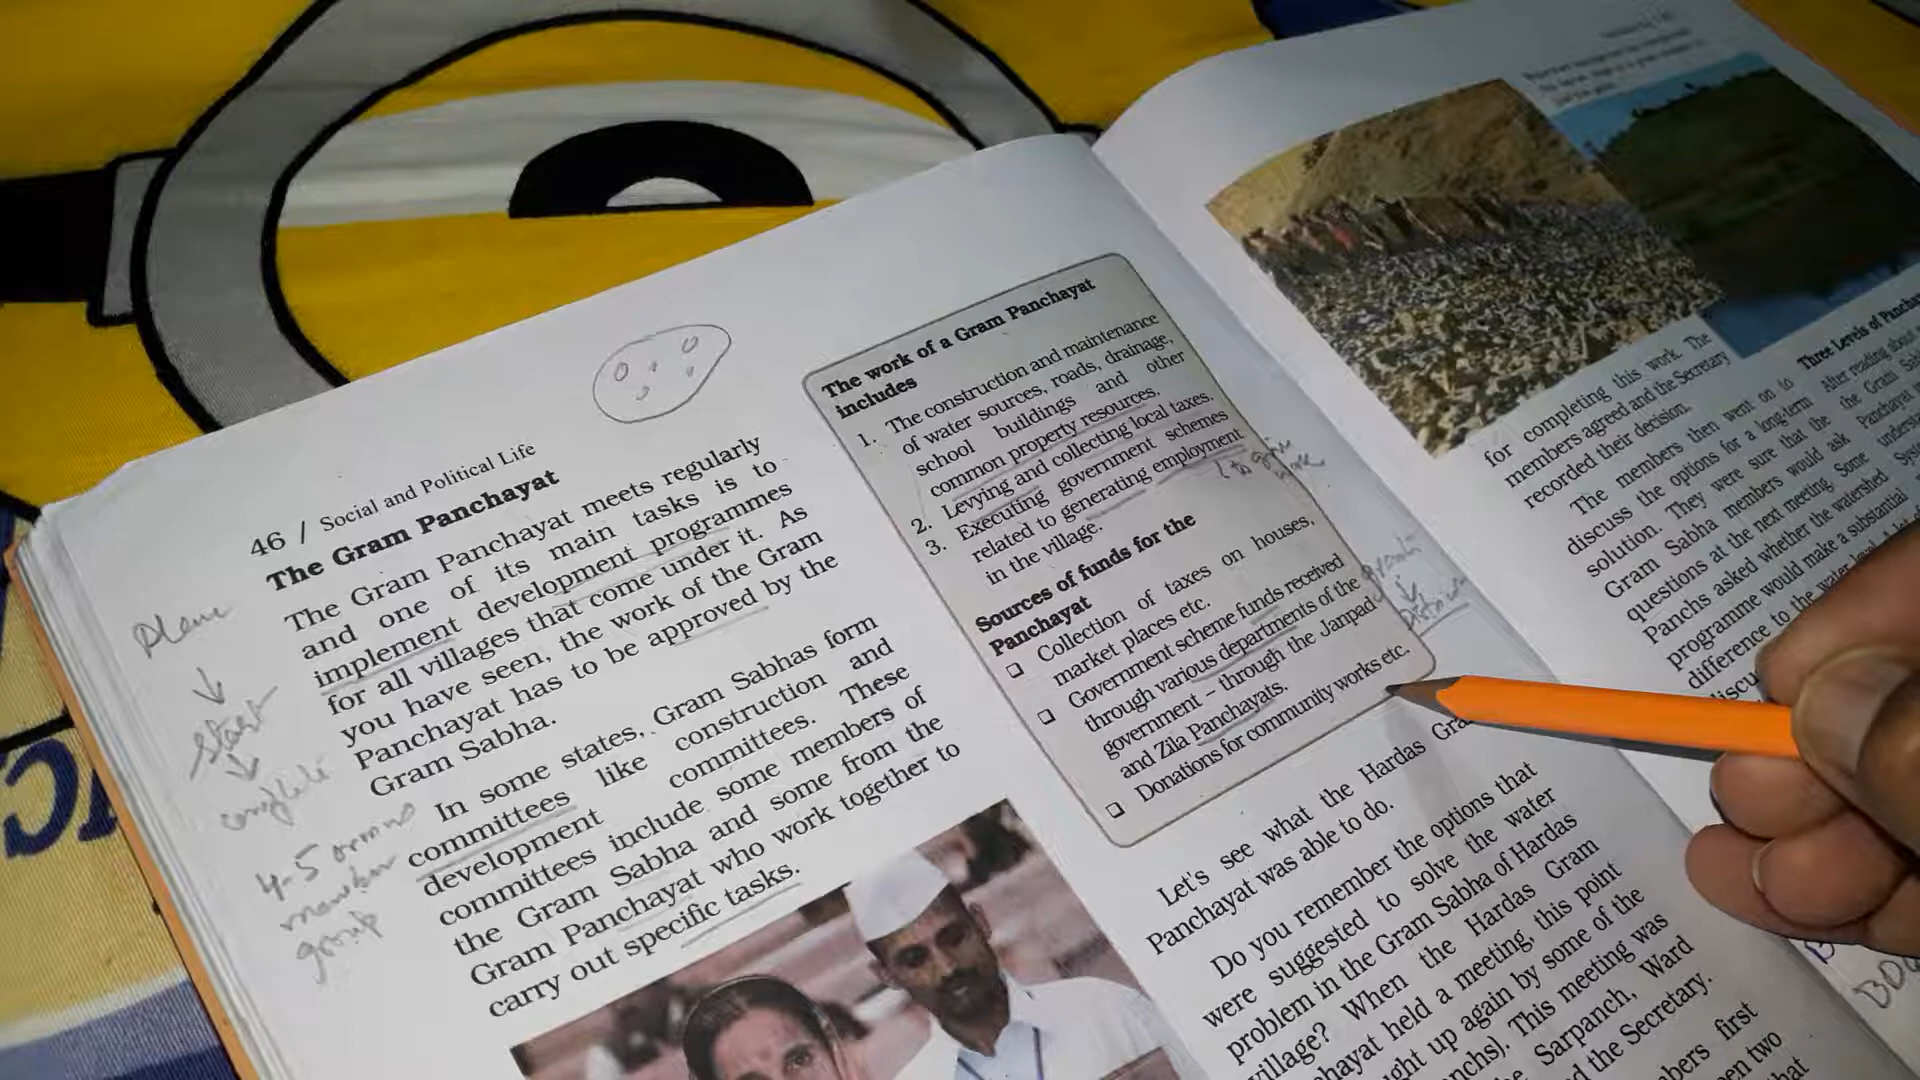 46 / Social and Political Life
The Gram Panchayat
The Gram Panchayat meets regularly
and one of its main tasks is to
implement development programmes
for all villages that come under it. As
you have seen, the work of the Gram
Panchayat has to be approved by the
Gram Sabha.
In some states, Gram Sabhas form
committees like construction and
development committees. These
committees include some members of
the Gram Sabha and some from the
Gram Panchayat who work together to
carry out specific tasks.
start
4-5
group
The work of a Gram Panchayat
includes
1. The construction and maintenance
of water sources, roads, drainage,
school buildings and other
common property resources.
2. Levying and collecting local taxes.
3. Executing government schemes
related to generating employment
in the village.
Sources of funds for the
Panchayat
❑ Collection of taxes on houses,
market places etc.
❑ Government scheme funds received
through various departments of the
government – through the Janpad
and Zila Panchayats.
❑ Donations for community works etc.
Let's see what the Hardas
Panchayat was able to do.
Do you remember the options that
were suggested to solve the water
problem in the Gram Sabha of Hardas
village? When the Hardas Gram
held a meeting, this point
up again by some of the
This meeting was
Sarpanch, Ward
the Secretary.
first
two
for completing this work. The
members agreed and the Secretary
recorded their decision.
The members then went on to
discuss the options for a long-term
solution. They were sure that the
Gram Sabha members would ask
questions at the next meeting. Some
Panchs asked whether the watershed
programme would make a substantial
difference to the water
Three Levels of
After reading about
the Gram
Panchayat